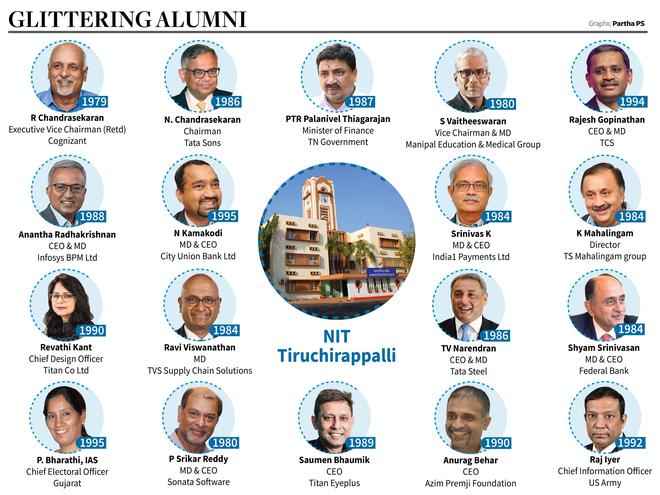 GLITTERING ALUMNI
Graphs: Partha PS
1979
R Chandrasekaran
Executive Vice Chairman (Retd)
Cognizant
1986
N. Chandrasekaran
Chairman
Tata Sons
1987
PTR Palanivel Thiagarajan
Minister of Finance
TN Government
1980
S Vaitheeswaran
Vice Chairman & MD
Manipal Education & Medical Group
1994
Rajesh Gopinathan
CEO & MD
TCS
1988
Anantha Radhakrishnan
CEO & MD
Infosys BPM Ltd
1995
N Kamakodi
MD & CEO
City Union Bank Ltd
1984
Srinivas K
MD & CEO
India1 Payments Ltd
1984
K Mahalingam
Director
TS Mahalingam group
1990
Revathi Kant
Chief Design Officer
Titan Co Ltd
1984
Ravi Viswanathan
MD
TVS Supply Chain Solutions
NIT
Tiruchirappalli
1986
TV Narendran
CEO & MD
Tata Steel
1984
Shyam Srinivasan
MD & CEO
Federal Bank
1995
P. Bharathi, IAS
Chief Electoral Officer
Gujarat
1980
P Srikar Reddy
MD & CEO
Sonata Software
1989
Saumen Bhaumik
CEO
Titan Eyeplus
1990
Anurag Behar
CEO
Azim Premji Foundation
1992
Raj Iyer
Chief Information Officer
US Army